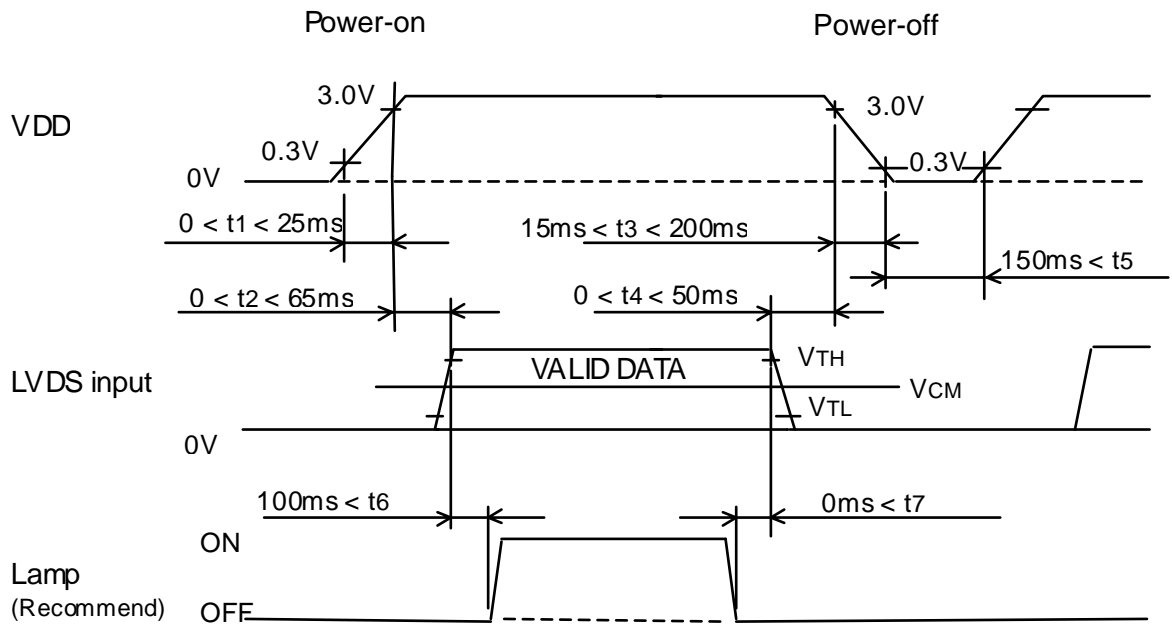 Power-on
Power-off
VDD
3.0V
3.0V
0.3V
0.3V
0V
0 < t1 < 25ms
15ms < t3 < 200ms
150ms < t5
0 < t2 < 65ms
0 < t4 < 50ms
LVDS input
VALID DATA
VTH
VCM
VTL
0V
100ms < t6
0ms < t7
ON
Lamp
(Recommend)
OFF